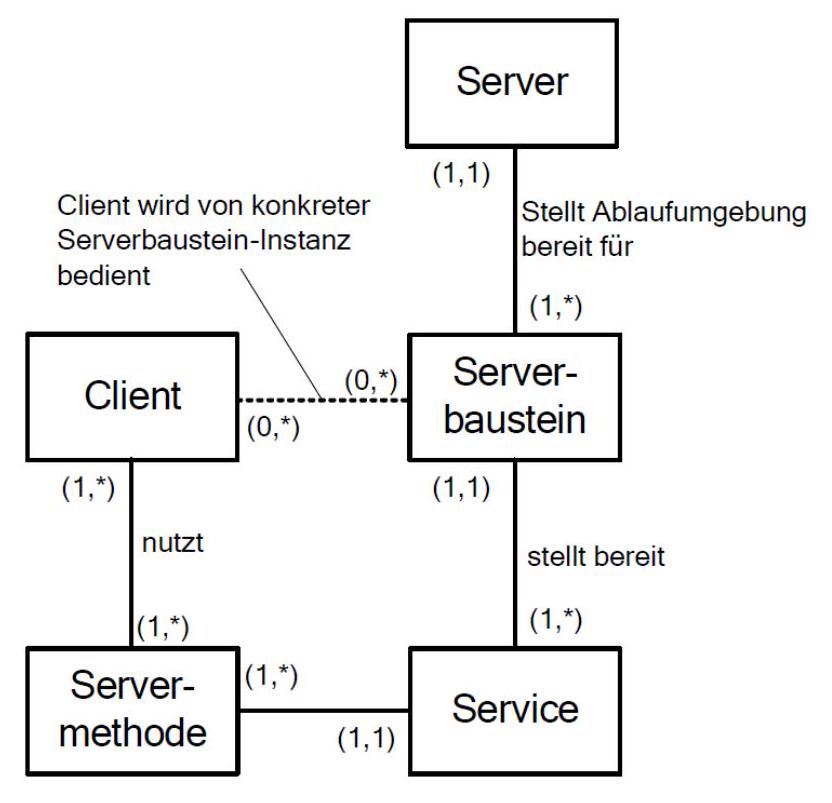 Server
(1,1)
Client wird von konkreter
Serverbaustein-Instanz
bedient
Stellt Ablaufumgebung
bereit für
(1,*)
Client
(0,*)
(0,*)
Server-
baustein
(1,*)
(1,1)
nutzt
stellt bereit
(1,*)
(1,*)
Server-
methode
(1,*)
(1,1)
Service